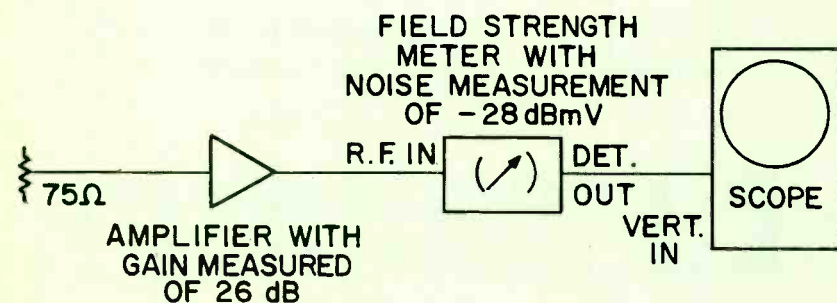 FIELD STRENGTH
METER WITH
NOISE MEASUREMENT
OF -28 dBmV
R.F. IN
DET.
OUT
75Ω
VERT.
IN
SCOPE
AMPLIFIER WITH
GAIN MEASURED
OF 26 dB